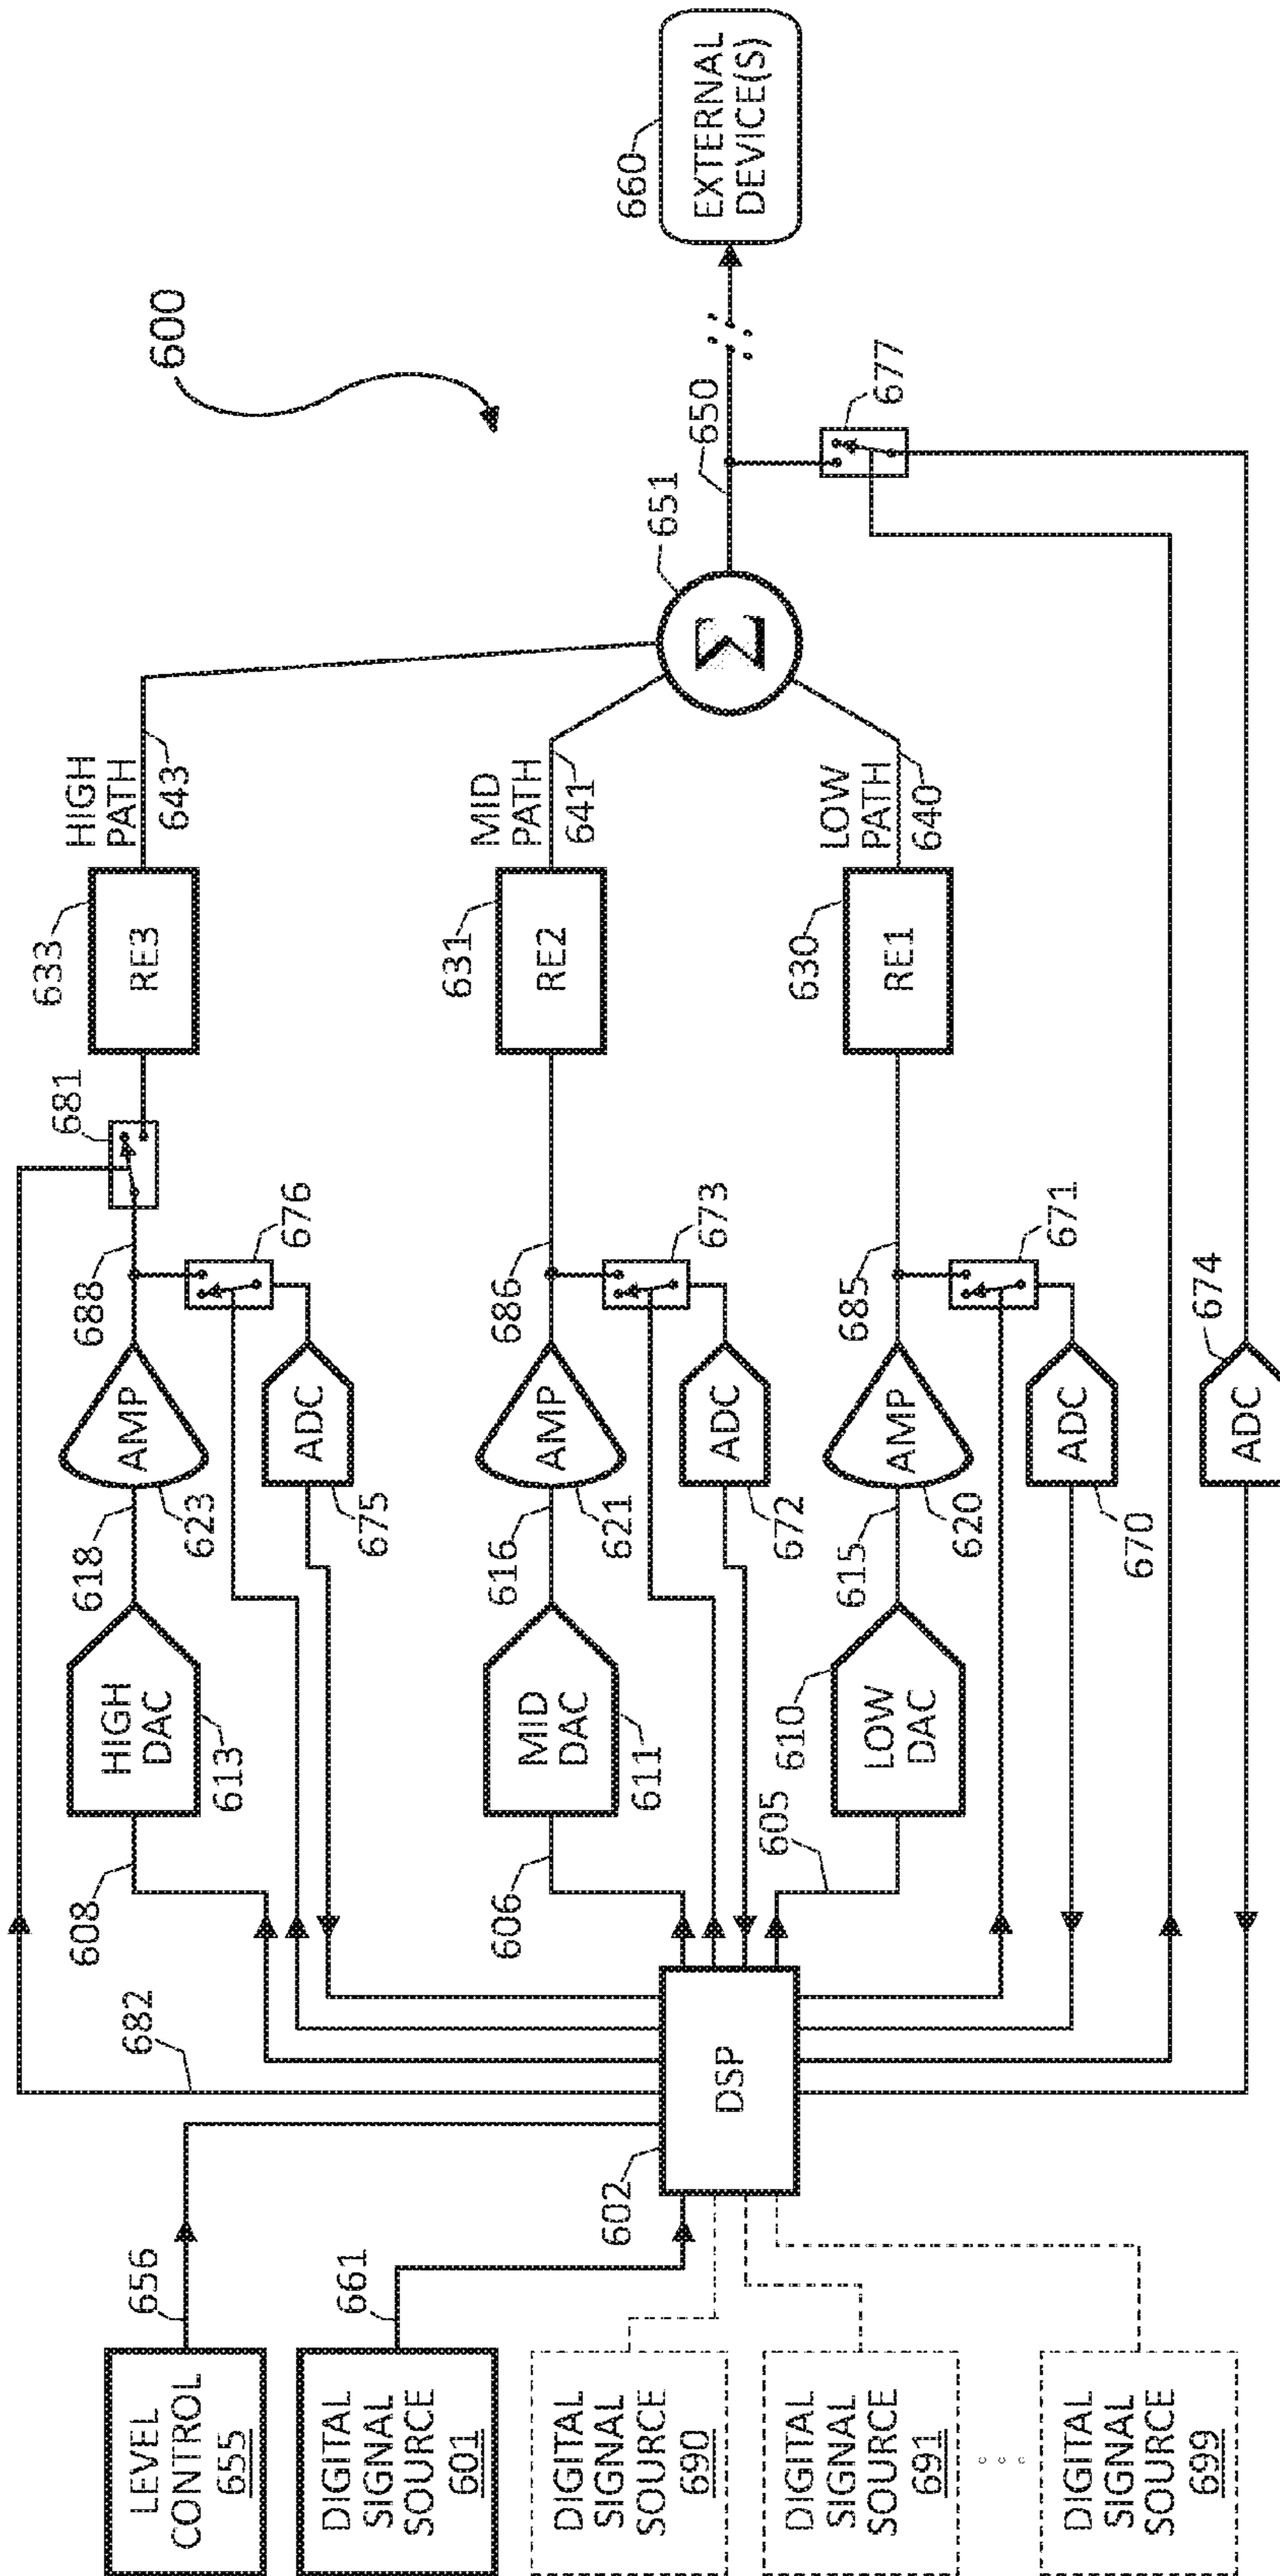 600
LEVEL
CONTROL
655
656
DIGITAL
SIGNAL
SOURCE
601
661
DIGITAL
SIGNAL
SOURCE
690
DIGITAL
SIGNAL
SOURCE
691
DIGITAL
SIGNAL
SOURCE
699
602
DSP
682
608
HIGH
DAC
613
618
AMP
623
688
676
ADC
675
681
633
RE3
HIGH
PATH
643
606
MID
DAC
611
616
AMP
621
686
673
ADC
672
631
RE2
MID
PATH
641
605
610
LOW
DAC
615
AMP
620
685
671
ADC
670
630
RE1
LOW
PATH
640
674
ADC
Σ
651
650
677
660
EXTERNAL
DEVICE(S)